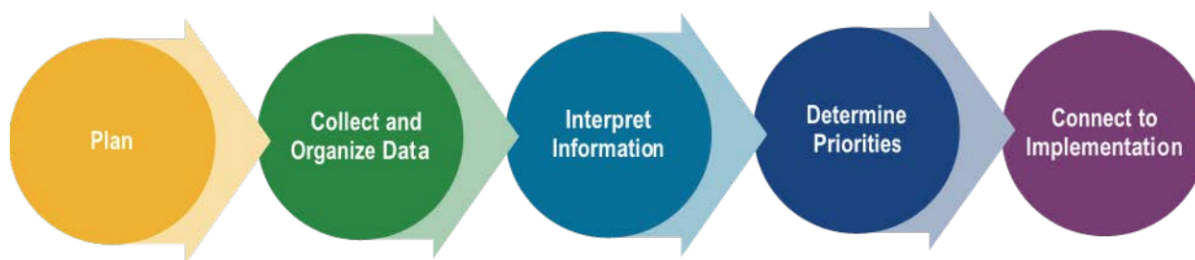 Plan
Collect and
Organize Data
Interpret
Information
Determine
Priorities
Connect to
Implementation